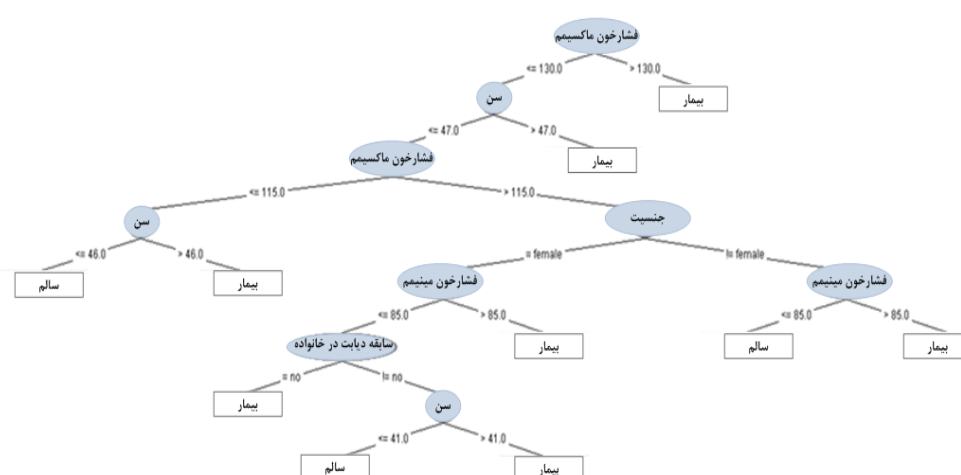 فشارخون ماکسیمم
<= 130.0
> 130.0
سن
بیمار
<= 47.0
> 47.0
فشارخون ماکسیمم
بیمار
<= 115.0
> 115.0
سن
جنسیت
<= 46.0
> 46.0
= female
!= female
سالم
بیمار
فشارخون مینیمم
فشارخون مینیمم
<= 85.0
> 85.0
<= 85.0
> 85.0
سابقه دیابت در خانواده
بیمار
سالم
بیمار
= no
!= no
بیمار
سن
<= 41.0
> 41.0
سالم
بیمار